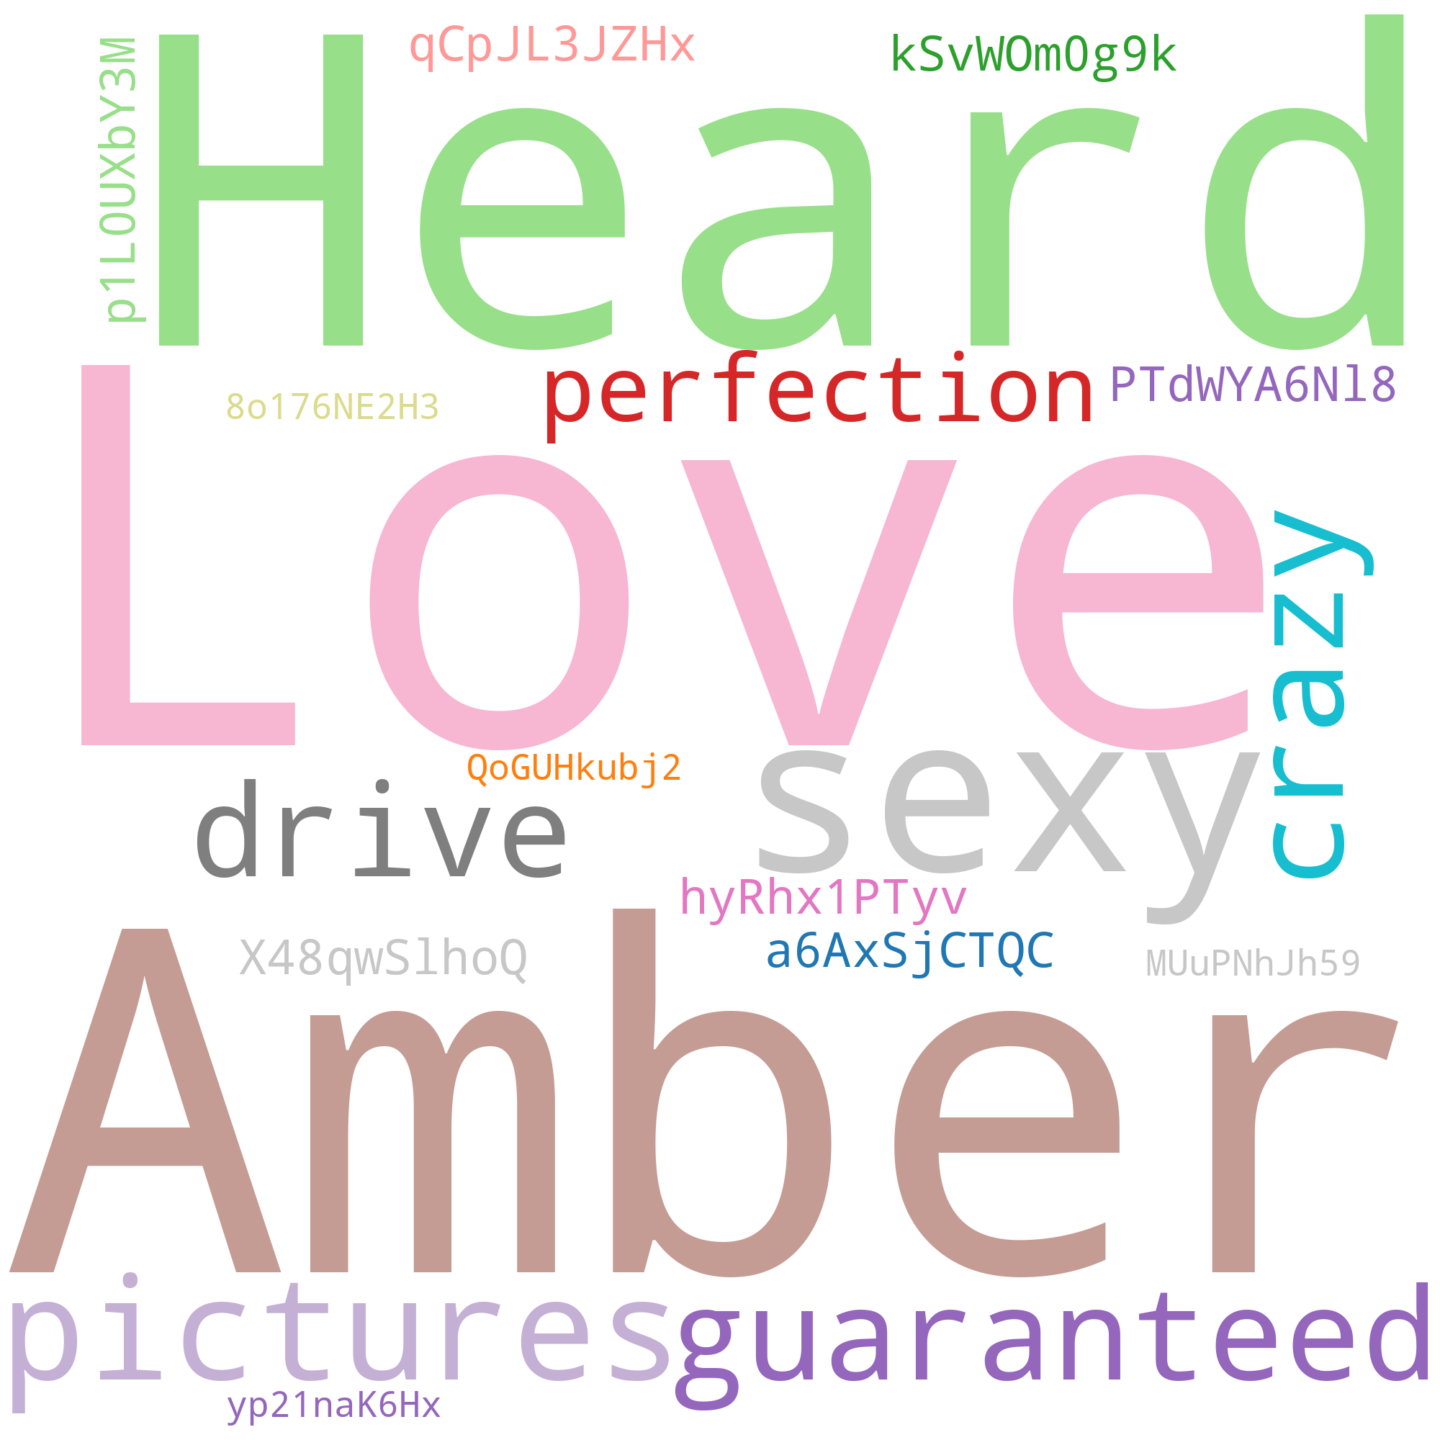 qCpJL3JZHx
kSvWOm0g9k
p1LOUXbY3M
Heard
perfection
PTdWYA6Nl8
8o176NE2H3
Love
crazy
QoGUHkubj2
sexy
drive
hyRhx1PTyv
X48qwSlhoQ
a6AxSjCTQC
MUuPNhJh59
Amber
pictures
guaranteed
yp21naK6Hx